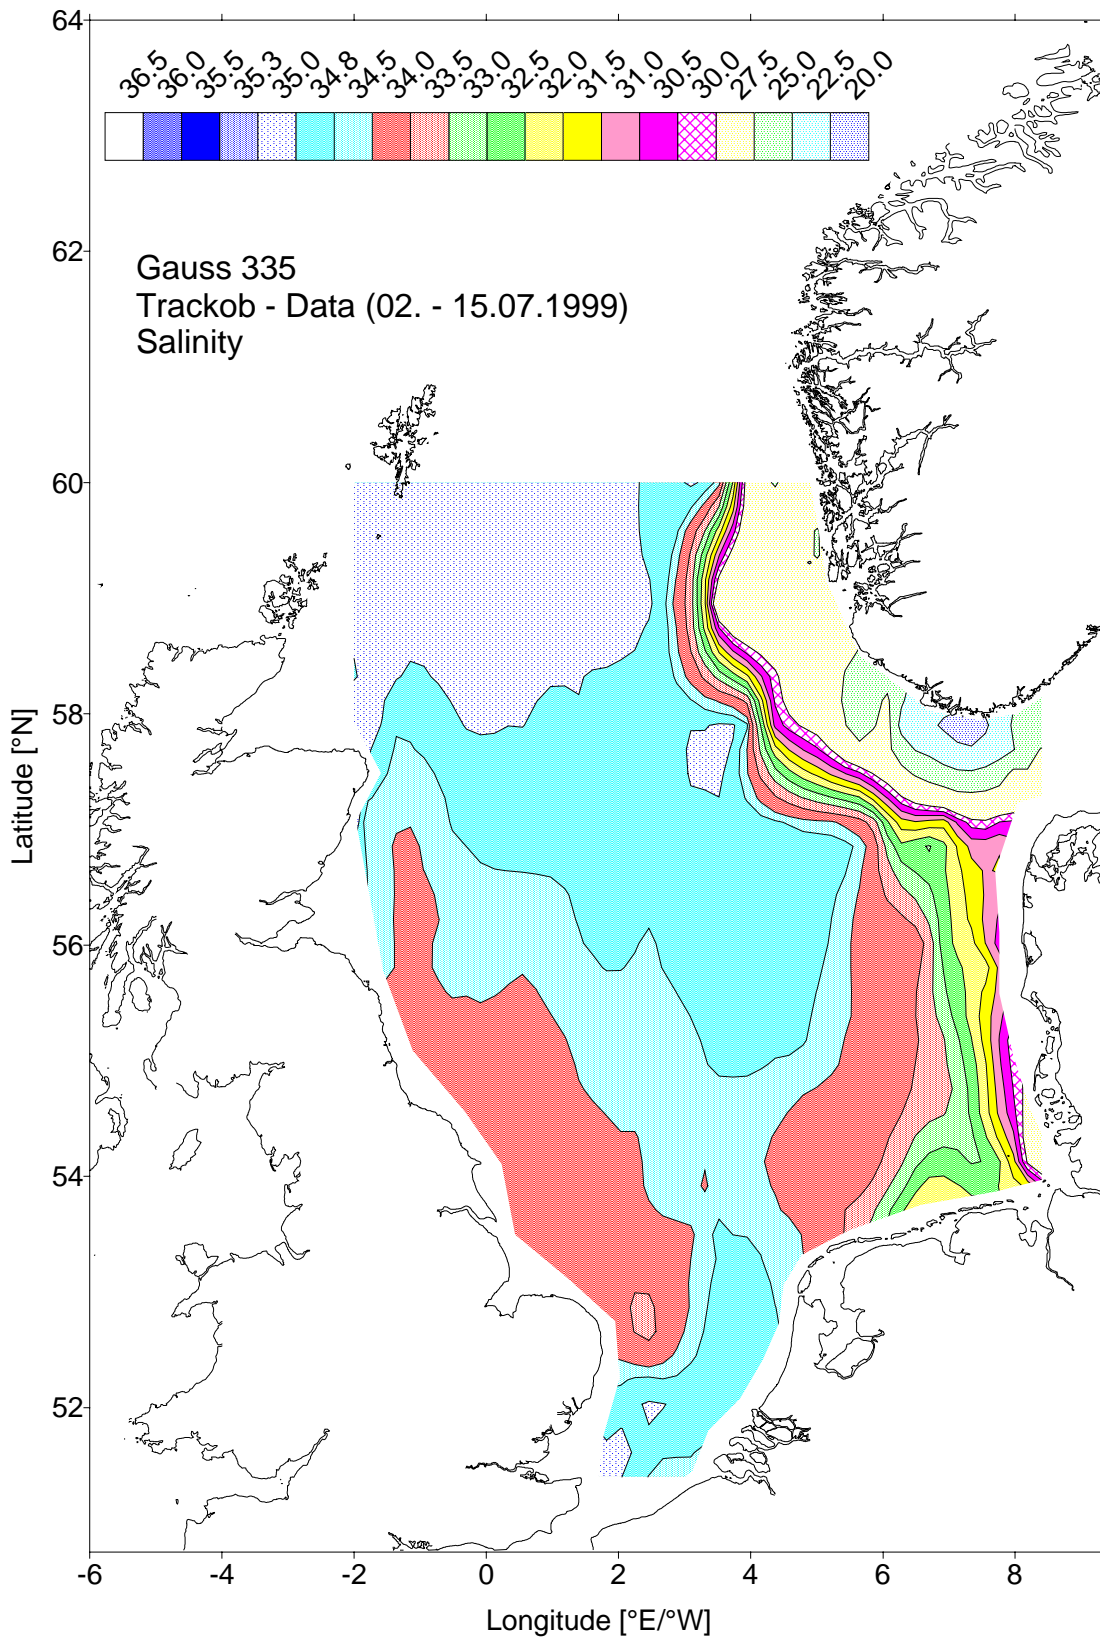 64
36.5 36.0 35.5 35.3 35.0 34.8 34.5 34.0 33.5 33.0 32.5 32.0 31.5 31.0 30.5 30.0 27.5 25.0 22.5 20.0
62
Gauss 335
Trackob - Data (02. - 15.07.1999)
Salinity
60
58
Latitude [°N]
56
54
52
-6 -4 -2 0 2 4 6 8
Longitude [°E/°W]